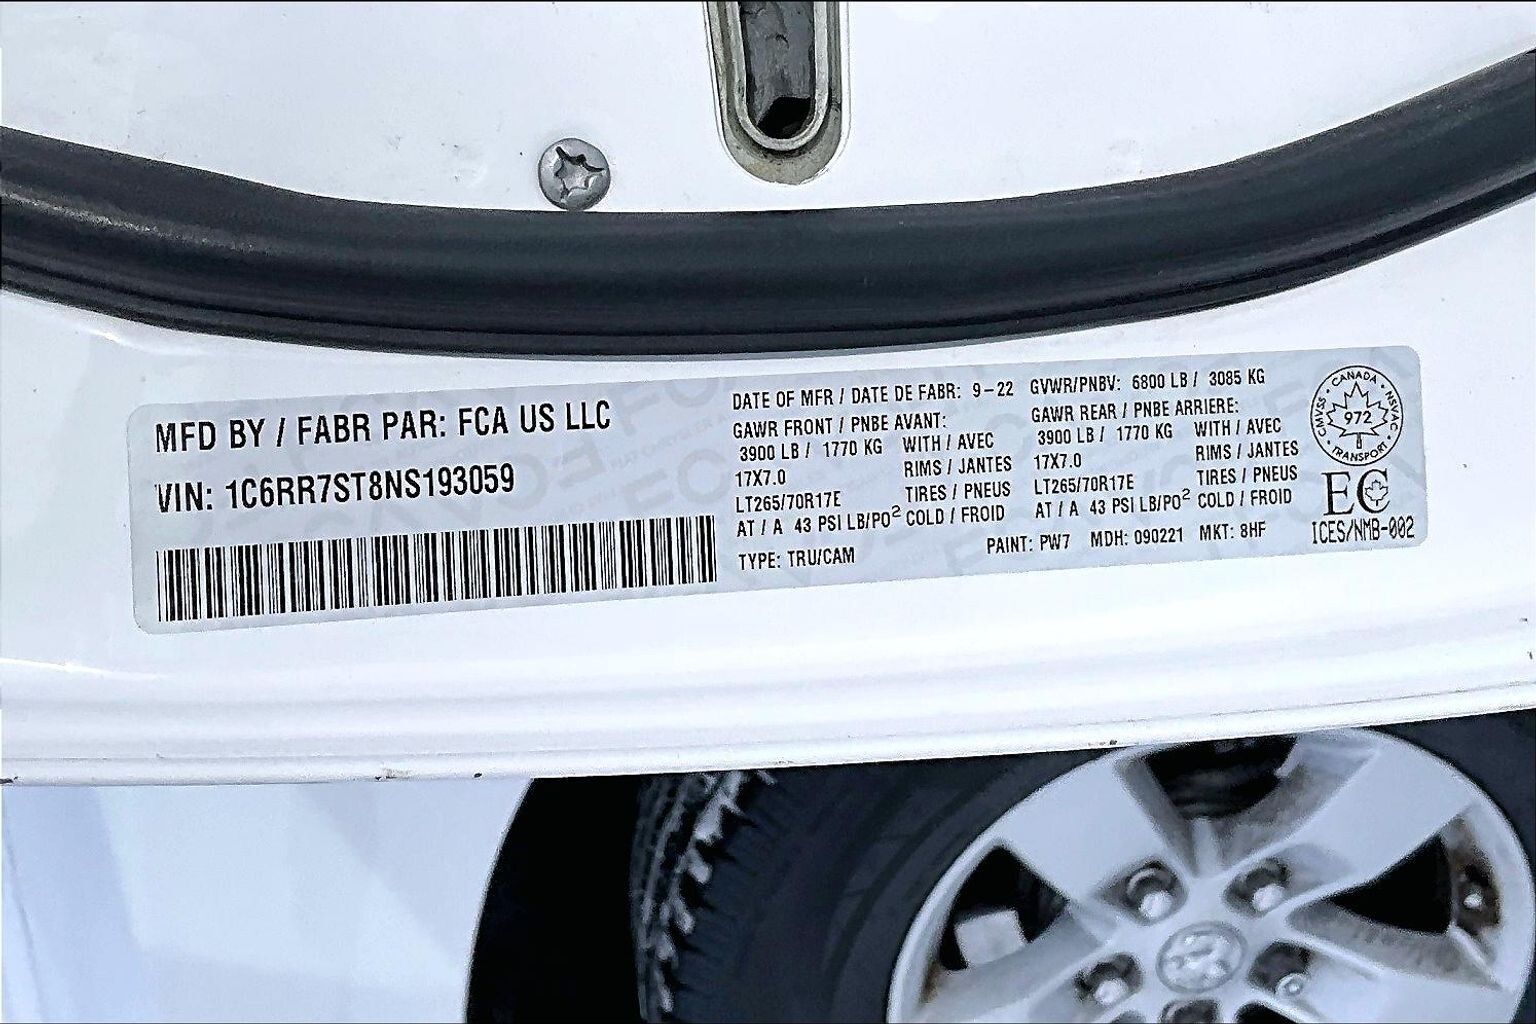 MFD BY / FABR PAR: FCA US LLC
VIN: 1C6RR7ST8NS193059
DATE OF MFR / DATE DE FABR: 9-22
GVWR/PNBV: 6800 LB / 3085 KG
GAWR FRONT / PNBE AVANT:
3900 LB / 1770 KG WITH / AVEC
17X7.0 RIMS / JANTES
LT265/70R17E TIRES / PNEUS
AT / A 43 PSI LB/PO² COLD / FROID
TYPE: TRU/CAM
GAWR REAR / PNBE ARRIERE:
3900 LB / 1770 KG WITH / AVEC
17X7.0 RIMS / JANTES
LT265/70R17E TIRES / PNEUS
AT / A 43 PSI LB/PO² COLD / FROID
PAINT: PW7 MDH: 090221 MKT: 8HF
CANADA
CMVSS NSVAC
972
TRANSPORT
EC
ICES/NMB-002